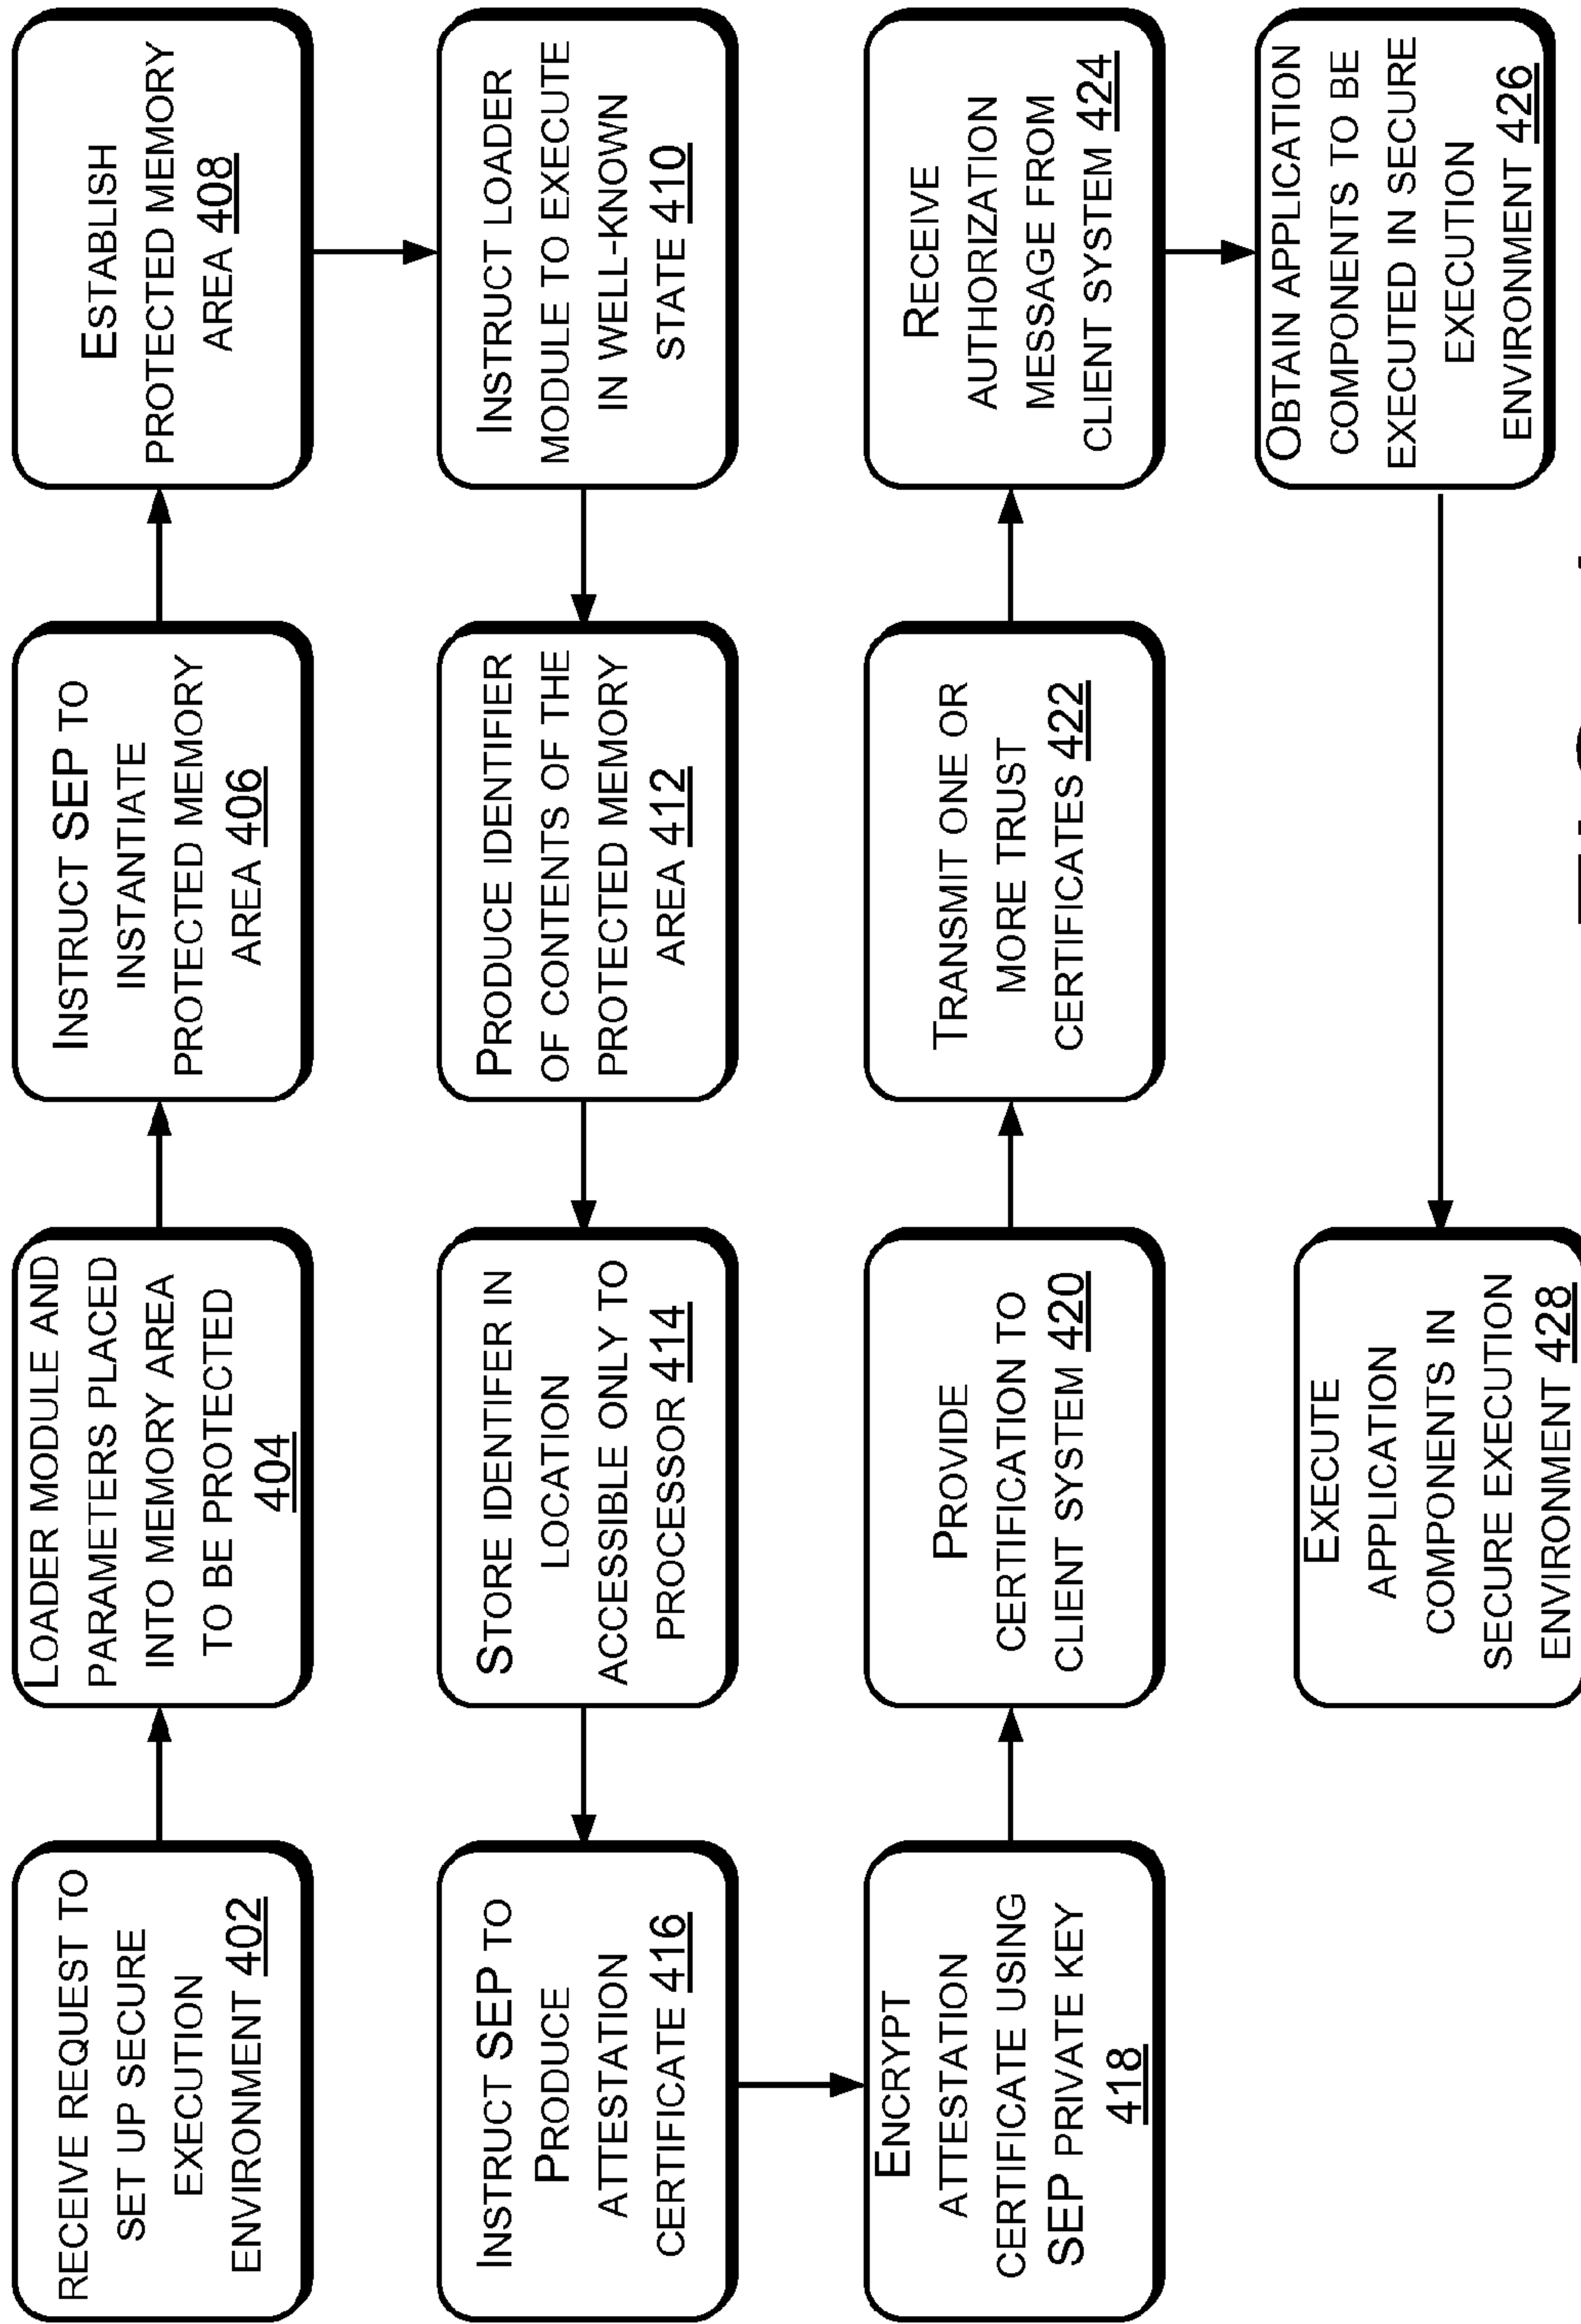 RECEIVE REQUEST TO
SET UP SECURE
EXECUTION
ENVIRONMENT 402
LOADER MODULE AND
PARAMETERS PLACED
INTO MEMORY AREA
TO BE PROTECTED
404
INSTRUCT SEP TO
INSTANTIATE
PROTECTED MEMORY
AREA 406
ESTABLISH
PROTECTED MEMORY
AREA 408
INSTRUCT LOADER
MODULE TO EXECUTE
IN WELL-KNOWN
STATE 410
PRODUCE IDENTIFIER
OF CONTENTS OF THE
PROTECTED MEMORY
AREA 412
STORE IDENTIFER IN
LOCATION
ACCESSIBLE ONLY TO
PROCESSOR 414
INSTRUCT SEP TO
PRODUCE
ATTESTATION
CERTIFICATE 416
ENCRYPT
ATTESTATION
CERTIFICATE USING
SEP PRIVATE KEY
418
PROVIDE
CERTIFICATION TO
CLIENT SYSTEM 420
TRANSMIT ONE OR
MORE TRUST
CERTIFICATES 422
RECEIVE
AUTHORIZATION
MESSAGE FROM
CLIENT SYSTEM 424
OBTAIN APPLICATION
COMPONENTS TO BE
EXECUTED IN SECURE
EXECUTION
ENVIRONMENT 426
EXECUTE
APPLICATION
COMPONENTS IN
SECURE EXECUTION
ENVIRONMENT 428